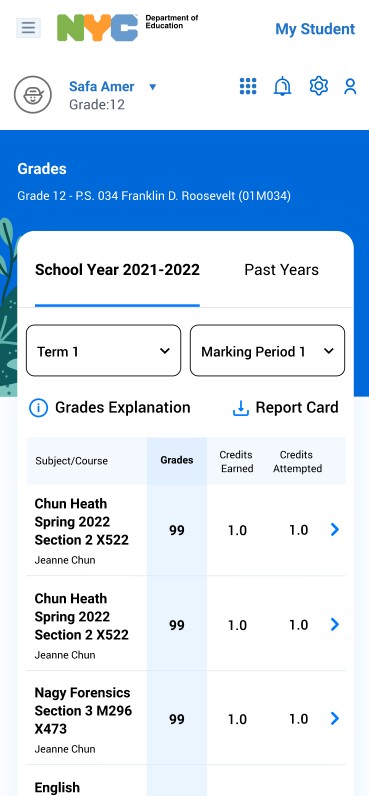 NYC Department of
Education
My Student
Safa Amer
Grade:12
Grades
Grade 12 - P.S. 034 Franklin D. Roosevelt (01M034)
School Year 2021-2022 Past Years
Term 1 Marking Period 1
Grades Explanation Report Card
Subject/Course Grades Credits Earned Credits Attempted
Chun Heath
Spring 2022
Section 2 X522
Jeanne Chun
99 1.0 1.0
Chun Heath
Spring 2022
Section 2 X522
Jeanne Chun
99 1.0 1.0
Nagy Forensics
Section 3 M296
X473
Jeanne Chun
99 1.0 1.0
English